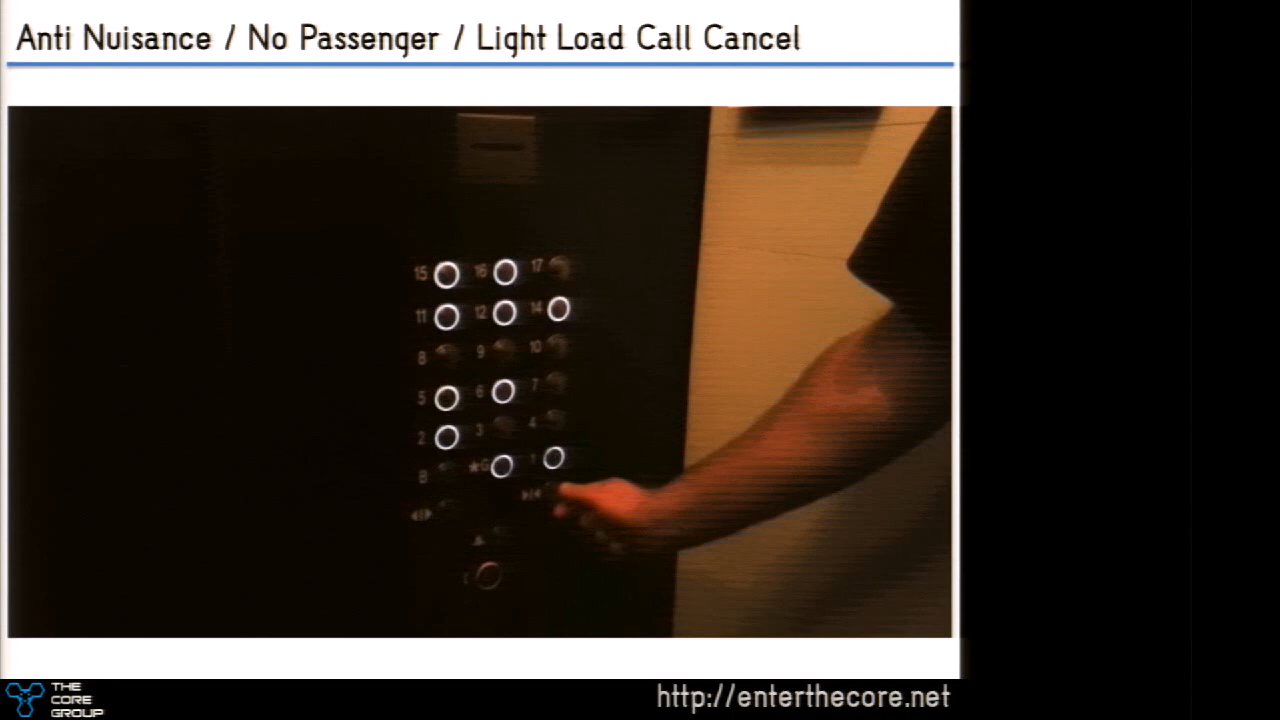 Anti Nuisance / No Passenger / Light Load Call Cancel
15 16 17
11 12 14
8 9 10
5 6 7
2 3 4
B ★G 1
THE
CORE
GROUP
http://enterthecore.net